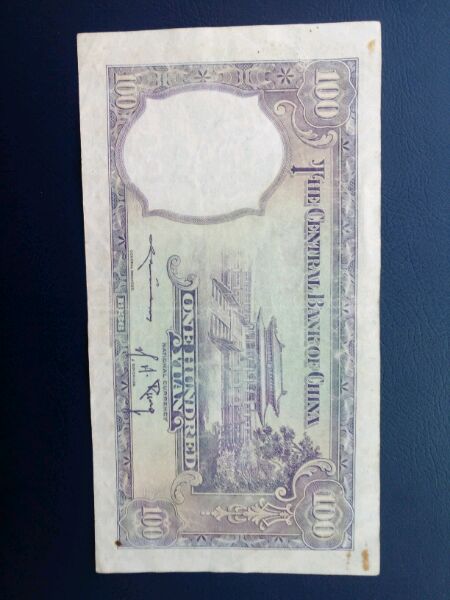 100
100
THE CENTRAL BANK OF CHINA
NATIONAL CURRENCY
ONE HUNDRED
YUAN
100
100